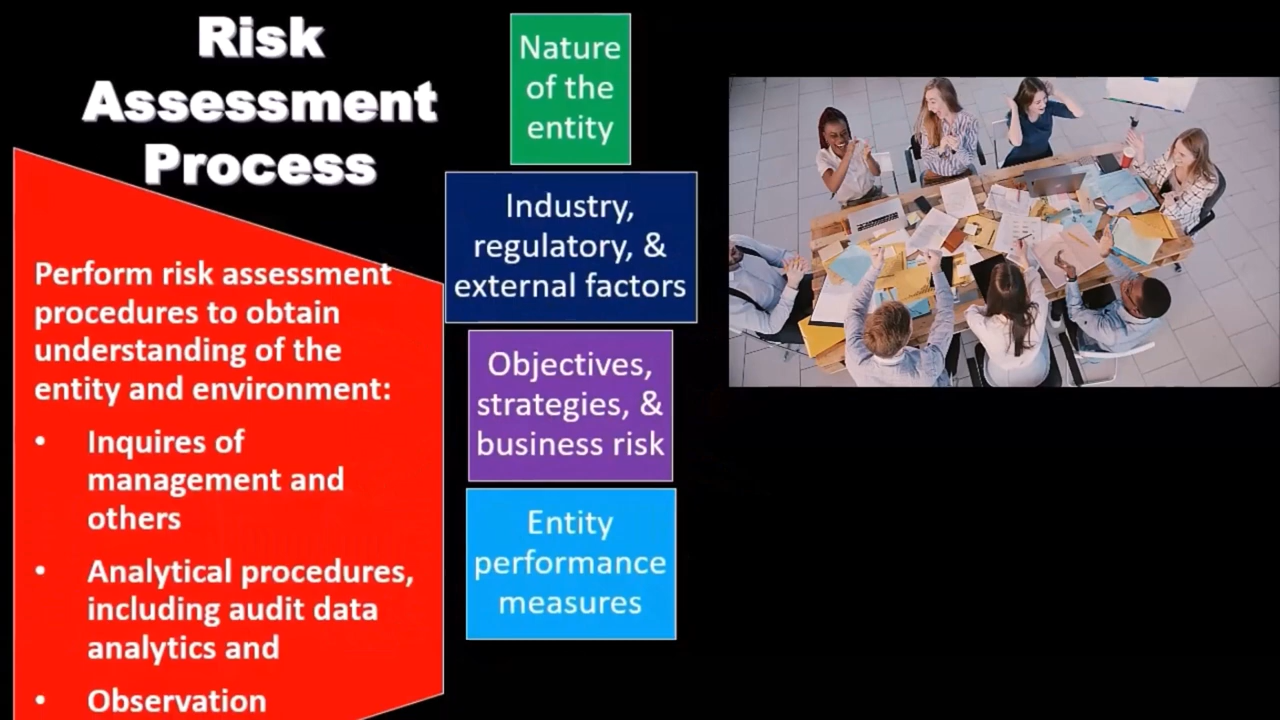 Risk
Assessment
Process
Perform risk assessment
procedures to obtain
understanding of the
entity and environment:
• Inquires of
management and
others
• Analytical procedures,
including audit data
analytics and
• Observation
Nature
of the
entity
Industry,
regulatory, &
external factors
Objectives,
strategies, &
business risk
Entity
performance
measures